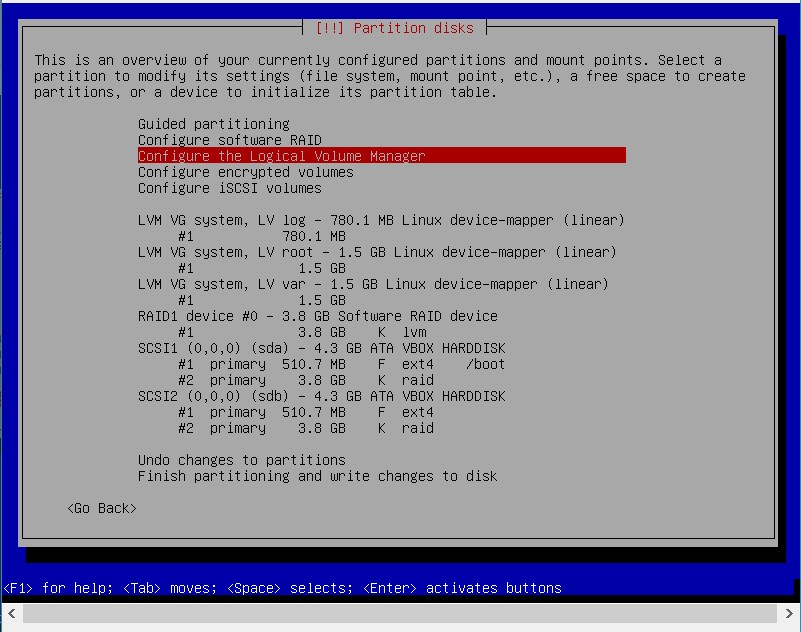 [!!] Partition disks
This is an overview of your currently configured partitions and mount points. Select a
partition to modify its settings (file system, mount point, etc.), a free space to create
partitions, or a device to initialize its partition table.
Guided partitioning
Configure software RAID
Configure the Logical Volume Manager
Configure encrypted volumes
Configure iSCSI volumes
LVM VG system, LV log – 780.1 MB Linux device-mapper (linear)
#1 780.1 MB
LVM VG system, LV root – 1.5 GB Linux device-mapper (linear)
#1 1.5 GB
LVM VG system, LV var – 1.5 GB Linux device-mapper (linear)
#1 1.5 GB
RAID1 device #0 – 3.8 GB Software RAID device
#1 3.8 GB K lvm
SCSI1 (0,0,0) (sda) – 4.3 GB ATA VBOX HARDDISK
#1 primary 510.7 MB F ext4 /boot
#2 primary 3.8 GB K raid
SCSI2 (0,0,0) (sdb) – 4.3 GB ATA VBOX HARDDISK
#1 primary 510.7 MB F ext4
#2 primary 3.8 GB K raid
Undo changes to partitions
Finish partitioning and write changes to disk
<Go Back>
<F1> for help; <Tab> moves; <Space> selects; <Enter> activates buttons